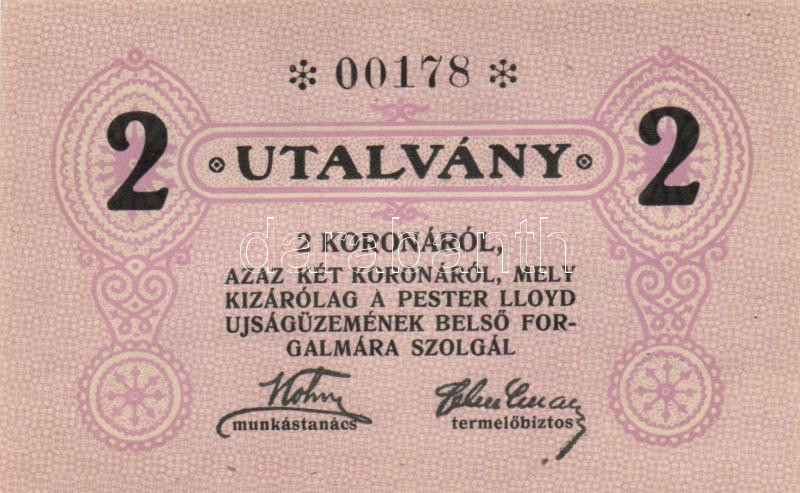 * 00178 *
2 UTALVÁNY 2
2 KORONÁRÓL,
AZAZ KÉT KORONÁRÓL, MELY
KIZÁRÓLAG A PESTER LLOYD
UJSÁGÜZEMÉNEK BELSŐ FOR-
GALMÁRA SZOLGÁL
munkástanács termelőbiztos
darabanth